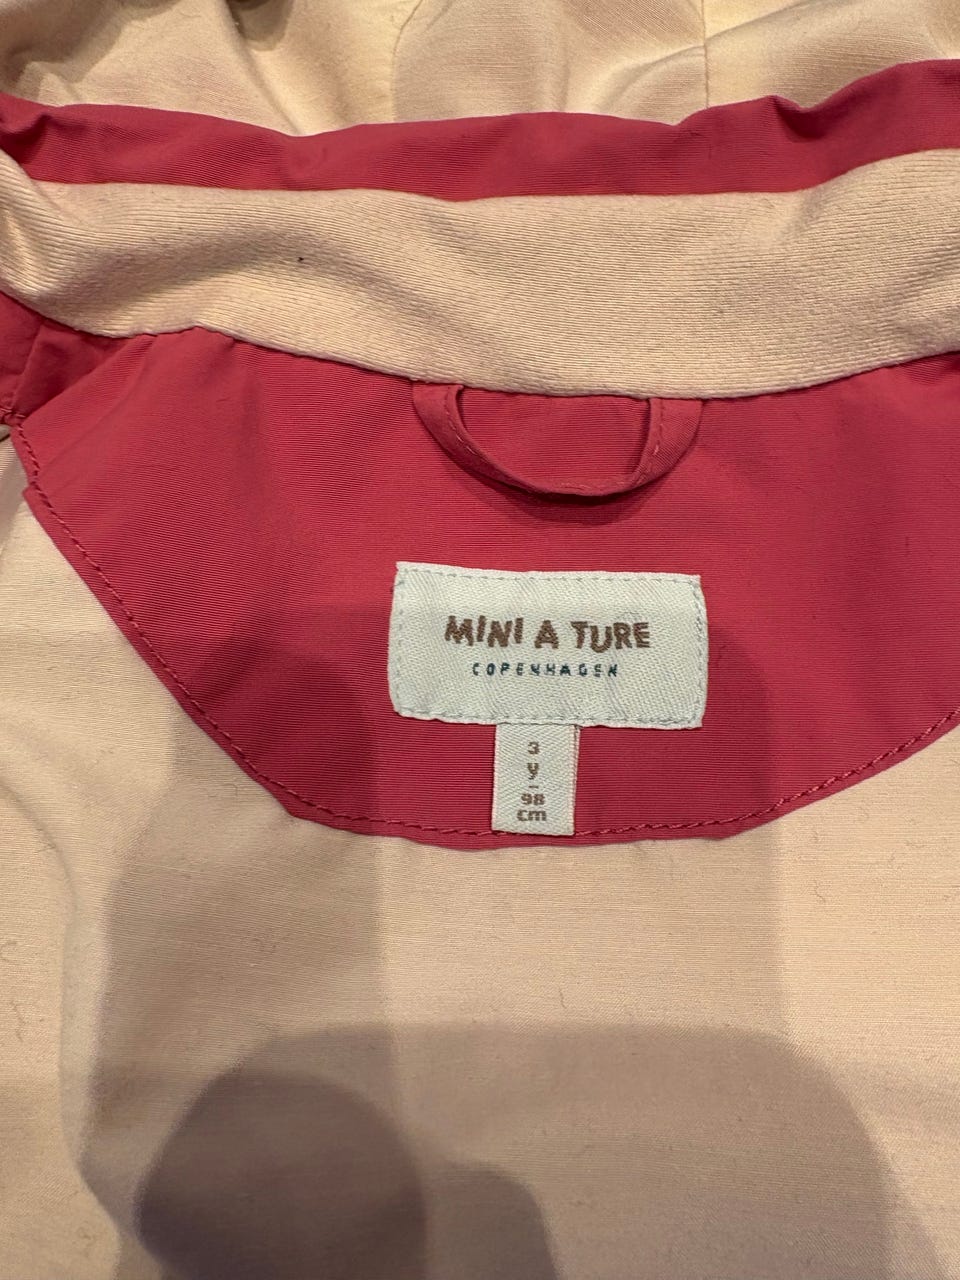 MINI A TURE
COPENHAGEN
3
y
-
98
cm